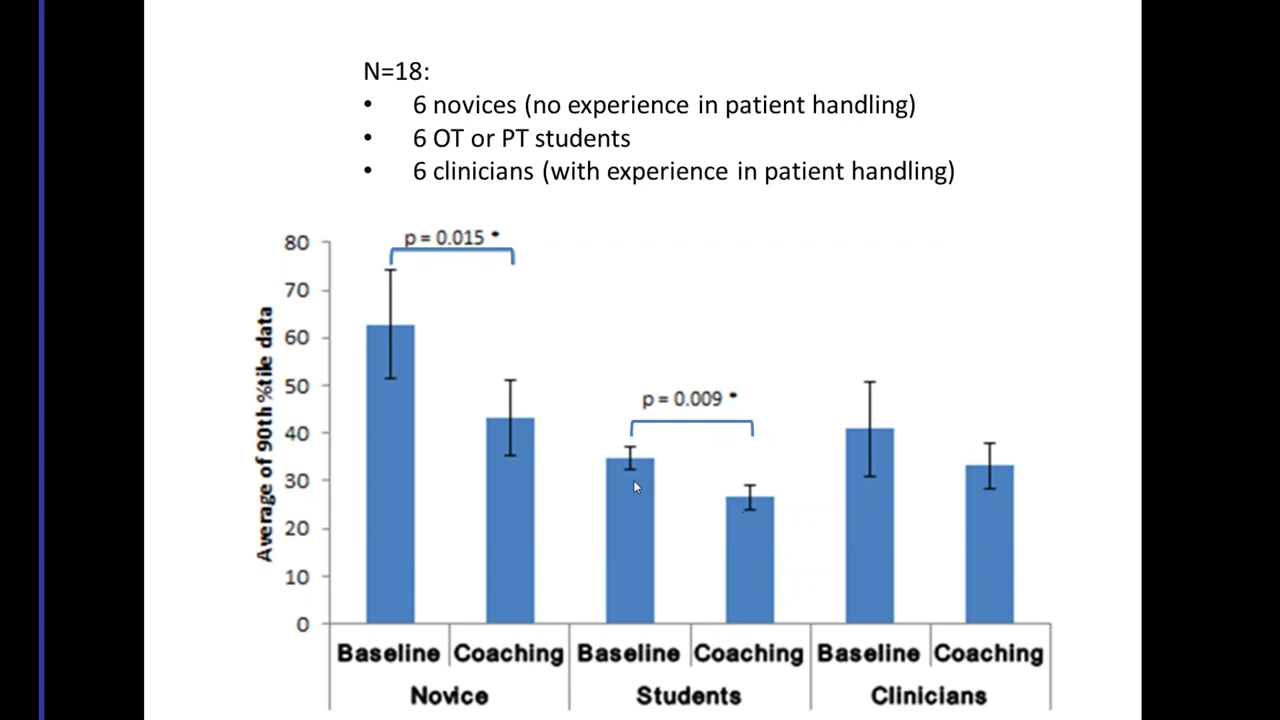 N=18:
• 6 novices (no experience in patient handling)
• 6 OT or PT students
• 6 clinicians (with experience in patient handling)
p = 0.015 *
p = 0.009 *
Average of 90th %tile data
80
70
60
50
40
30
20
10
0
Baseline Coaching Baseline Coaching Baseline Coaching
Novice Students Clinicians